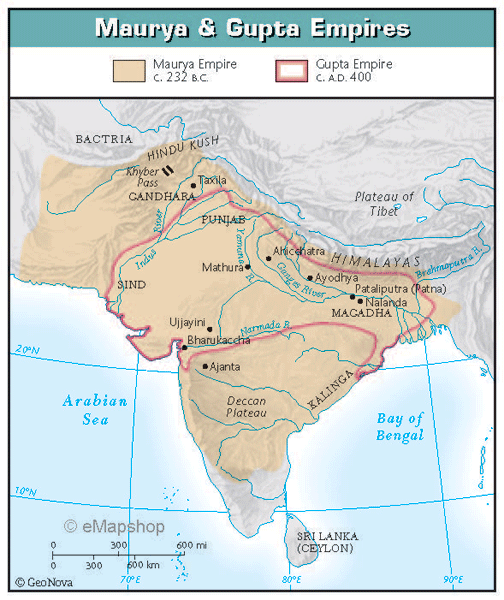 Maurya & Gupta Empires
Maurya Empire
C. 232 B.C.
Gupta Empire
C. A.D. 400
BACTRIA
HINDU KUSH
Khyber
Pass
Taxila
GANDHARA
Plateau of
Tibet
PUNJAB
Indus
River
Yamuna
R.
Ahicchatra
HIMALAYAS
Brahmaputra R.
Mathura
Ayodhya
Ganges River
SIND
Pataliputra (Patna)
Nalanda
MAGADHA
Ujjayini
Narmada R.
Bharukaccha
20°N
20°N
Ajanta
KALINGA
Deccan
Plateau
Arabian
Sea
Bay of
Bengal
10°N
10°N
© eMapshop
0 300 600 mi
0 300 600 km
SRI LANKA
(CEYLON)
© GeoNova
70°E
80°E
90°E